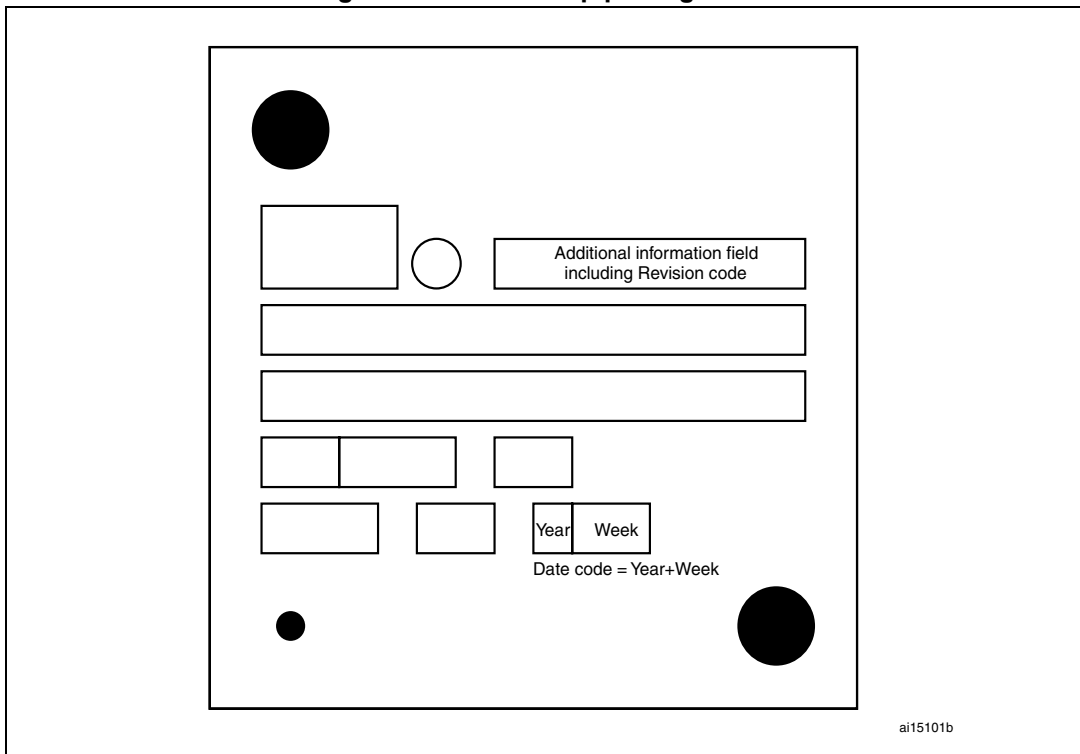 Additional information field
including Revision code
Year Week
Date code = Year+Week
ai15101b